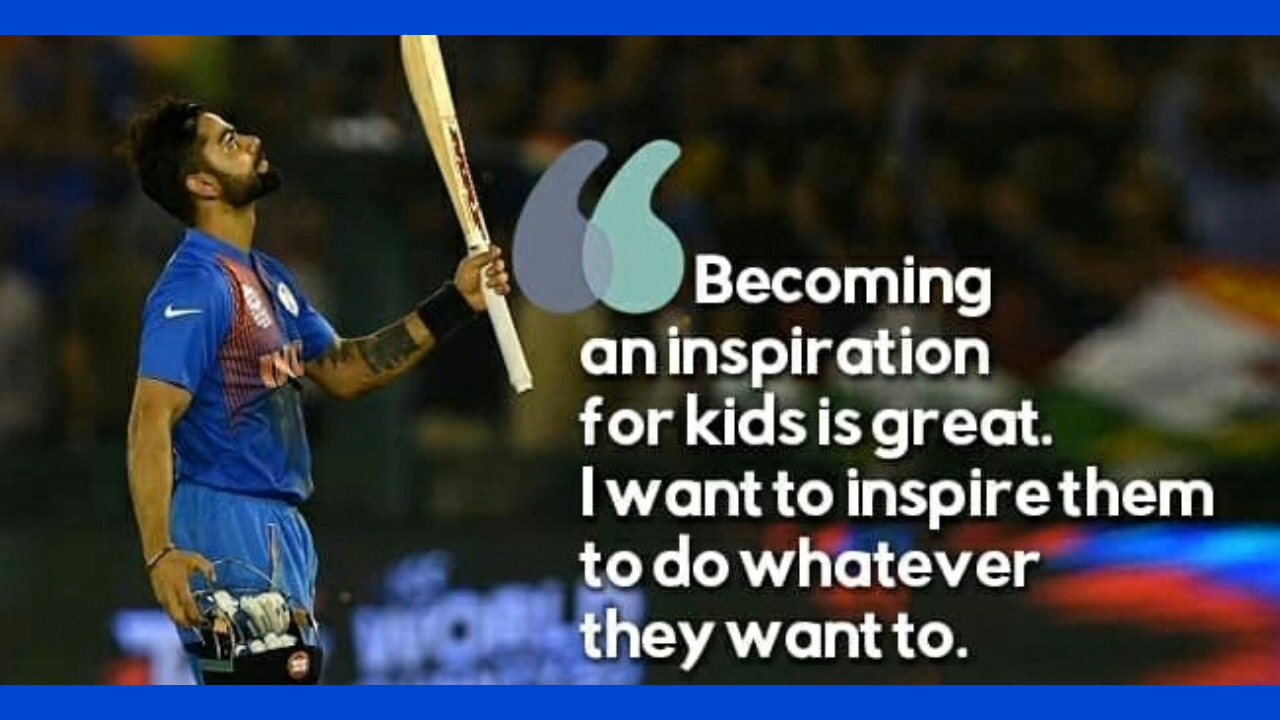 Becoming
an inspiration
for kids is great.
I want to inspire them
to do whatever
they want to.